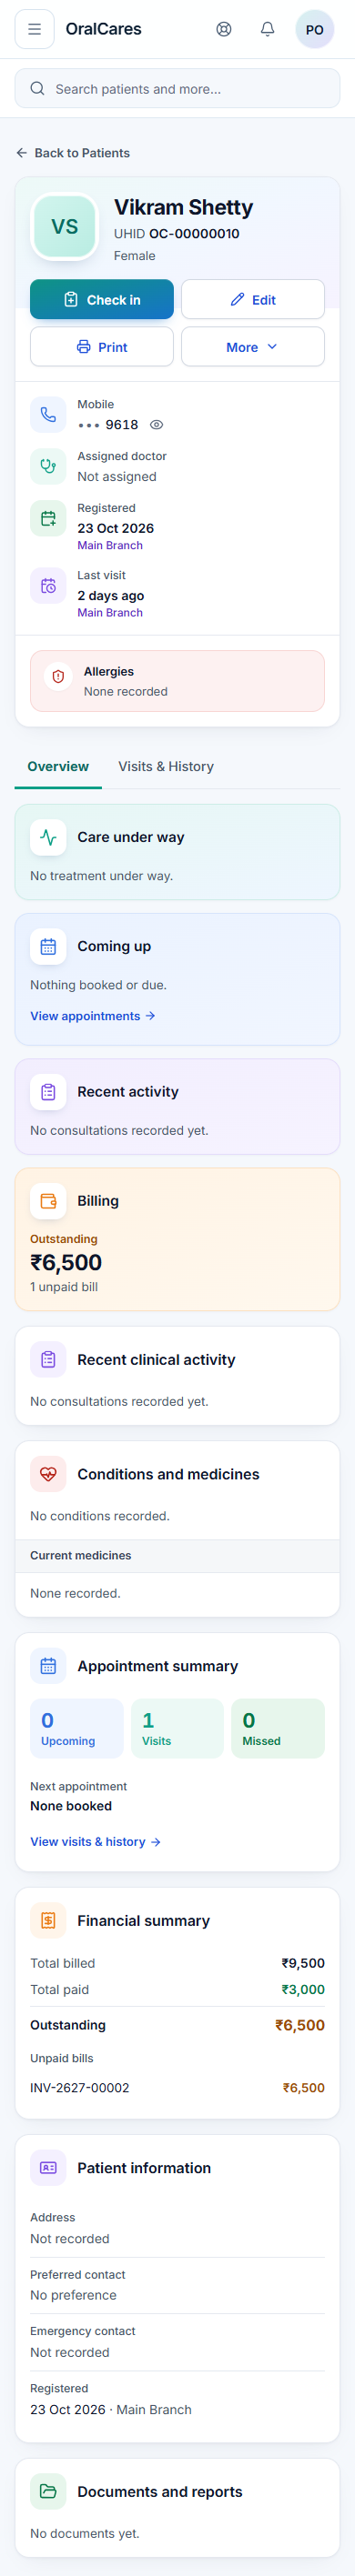 OralCares
PO
Search patients and more...
Back to Patients
VS
Vikram Shetty
UHID OC-00000010
Female
Check in
Edit
Print
More
Mobile
••• 9618
Assigned doctor
Not assigned
Registered
23 Oct 2026
Main Branch
Last visit
2 days ago
Main Branch
Allergies
None recorded
Overview
Visits & History
Care under way
No treatment under way.
Coming up
Nothing booked or due.
View appointments →
Recent activity
No consultations recorded yet.
Billing
Outstanding
₹6,500
1 unpaid bill
Recent clinical activity
No consultations recorded yet.
Conditions and medicines
No conditions recorded.
Current medicines
None recorded.
Appointment summary
0
Upcoming
1
Visits
0
Missed
Next appointment
None booked
View visits & history →
Financial summary
Total billed ₹9,500
Total paid ₹3,000
Outstanding ₹6,500
Unpaid bills
INV-2627-00002 ₹6,500
Patient information
Address
Not recorded
Preferred contact
No preference
Emergency contact
Not recorded
Registered
23 Oct 2026 · Main Branch
Documents and reports
No documents yet.